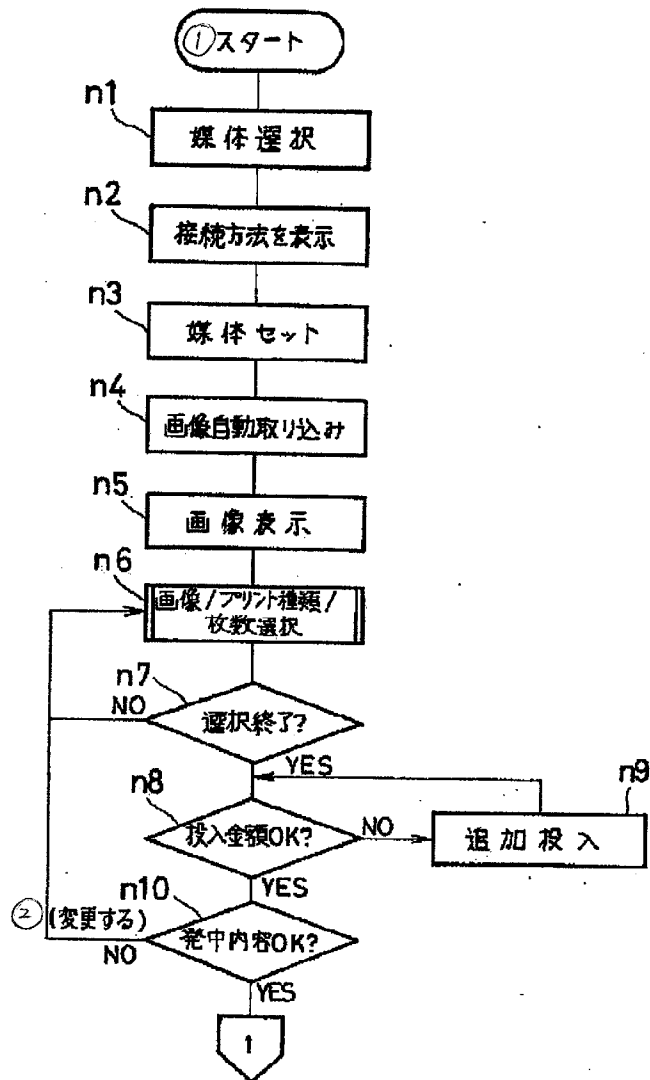 ①スタート
n1
媒体選択
n2
接続方法を表示
n3
媒体セット
n4
画像自動取り込み
n5
画像表示
n6
画像/プリント種類/
枚数選択
n7
NO
選択終了?
YES
n8
投入金額OK?
NO
n9
追加投入
YES
n10
②(変更する)
NO
発中内容OK?
YES
1